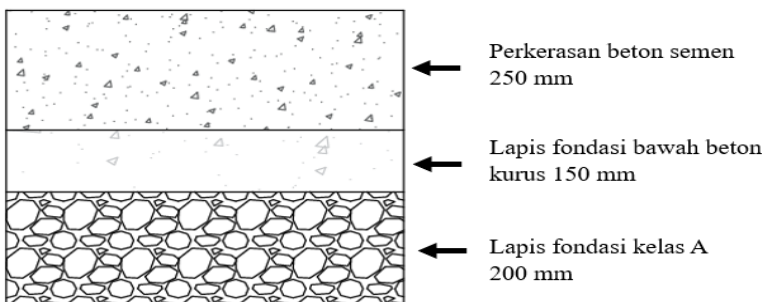 Perkerasan beton semen
250 mm
Lapis fondasi bawah beton
kurus 150 mm
Lapis fondasi kelas A
200 mm